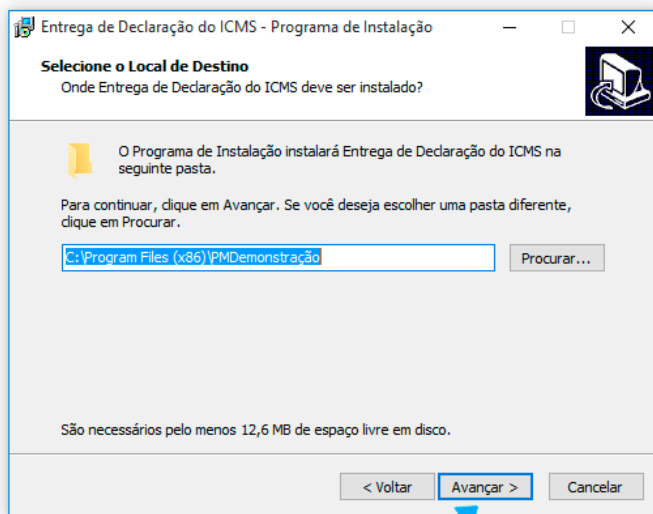 Entrega de Declaração do ICMS - Programa de Instalação
Selecione o Local de Destino
Onde Entrega de Declaração do ICMS deve ser instalado?
O Programa de Instalação instalará Entrega de Declaração do ICMS na
seguinte pasta.
Para continuar, clique em Avançar. Se você deseja escolher uma pasta diferente,
clique em Procurar.
C:\Program Files (x86)\PMDemonstração
Procurar...
São necessários pelo menos 12,6 MB de espaço livre em disco.
< Voltar
Avançar >
Cancelar